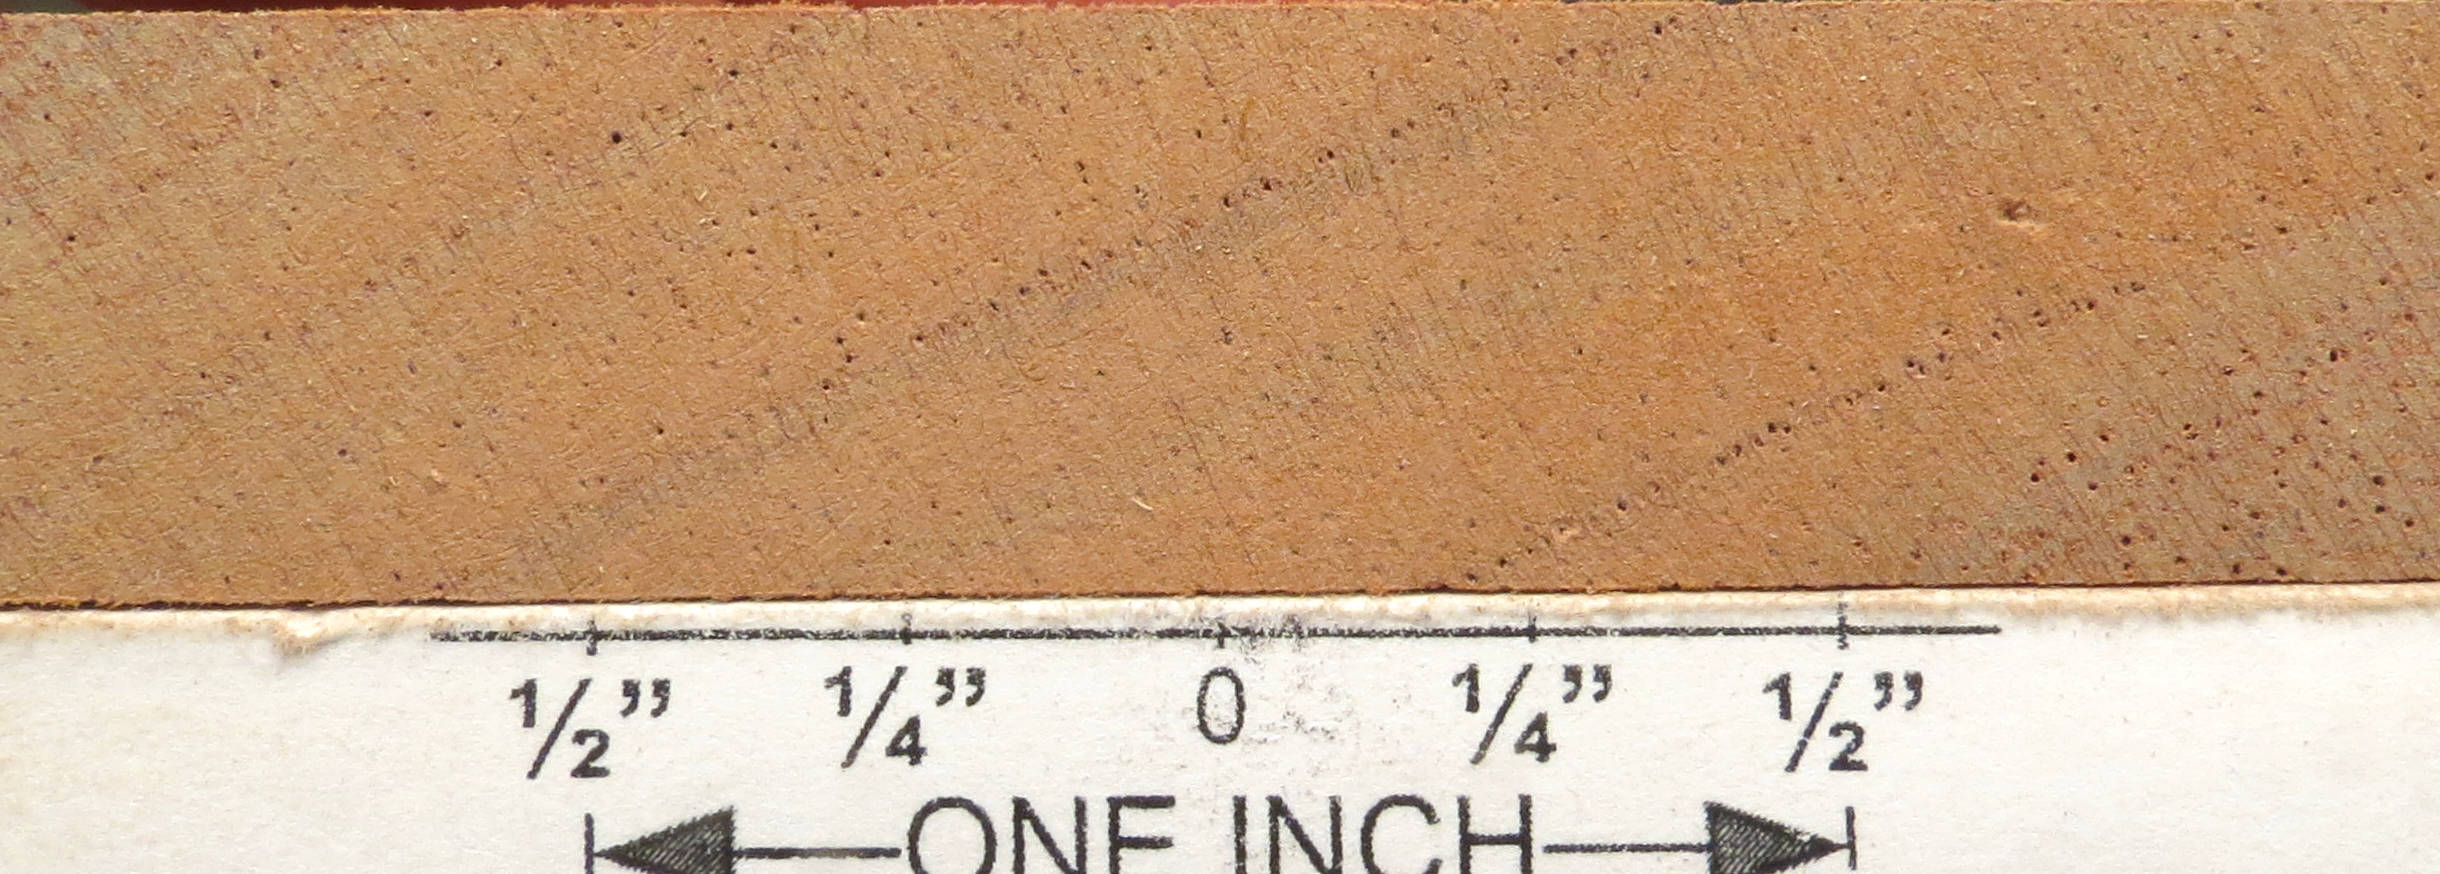 ½” ¼” 0 ¼” ½”
ONE INCH